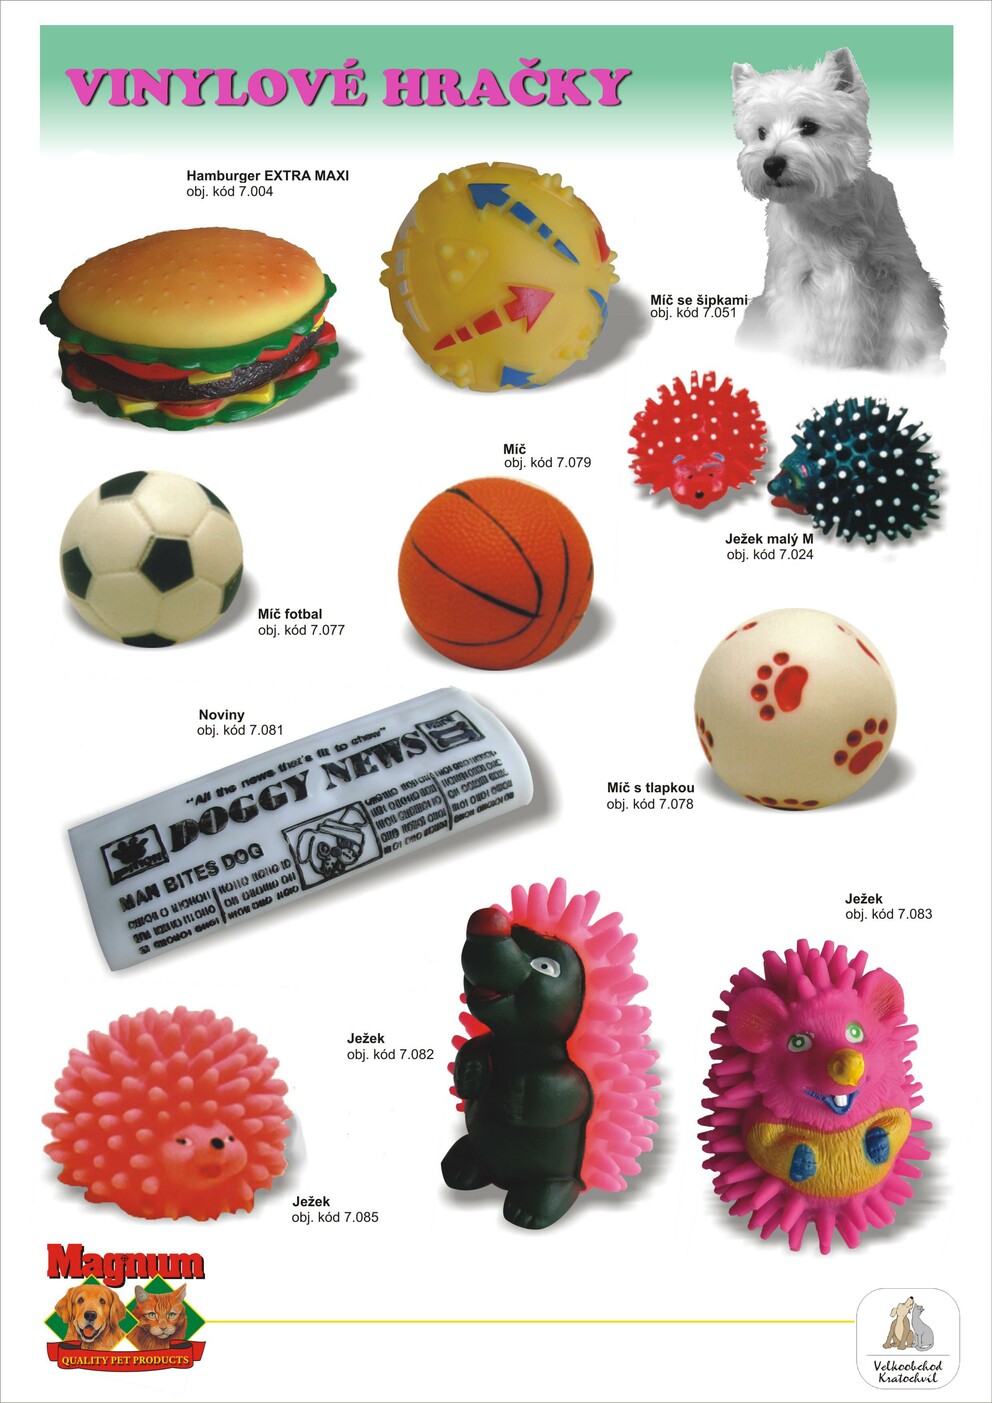 VINYLOVÉ HRAČKY
Hamburger EXTRA MAXI
obj. kód 7.004
Míč se šipkami
obj. kód 7.051
Míč
obj. kód 7.079
Ježek malý M
obj. kód 7.024
Míč fotbal
obj. kód 7.077
Noviny
obj. kód 7.081
"All the news that's fit to chew"
DOGGY NEWS
MAN BITES DOG
Míč s tlapkou
obj. kód 7.078
Ježek
obj. kód 7.083
Ježek
obj. kód 7.082
Ježek
obj. kód 7.085
Magnum
QUALITY PET PRODUCTS
Velkoobchod
Kratochvíl